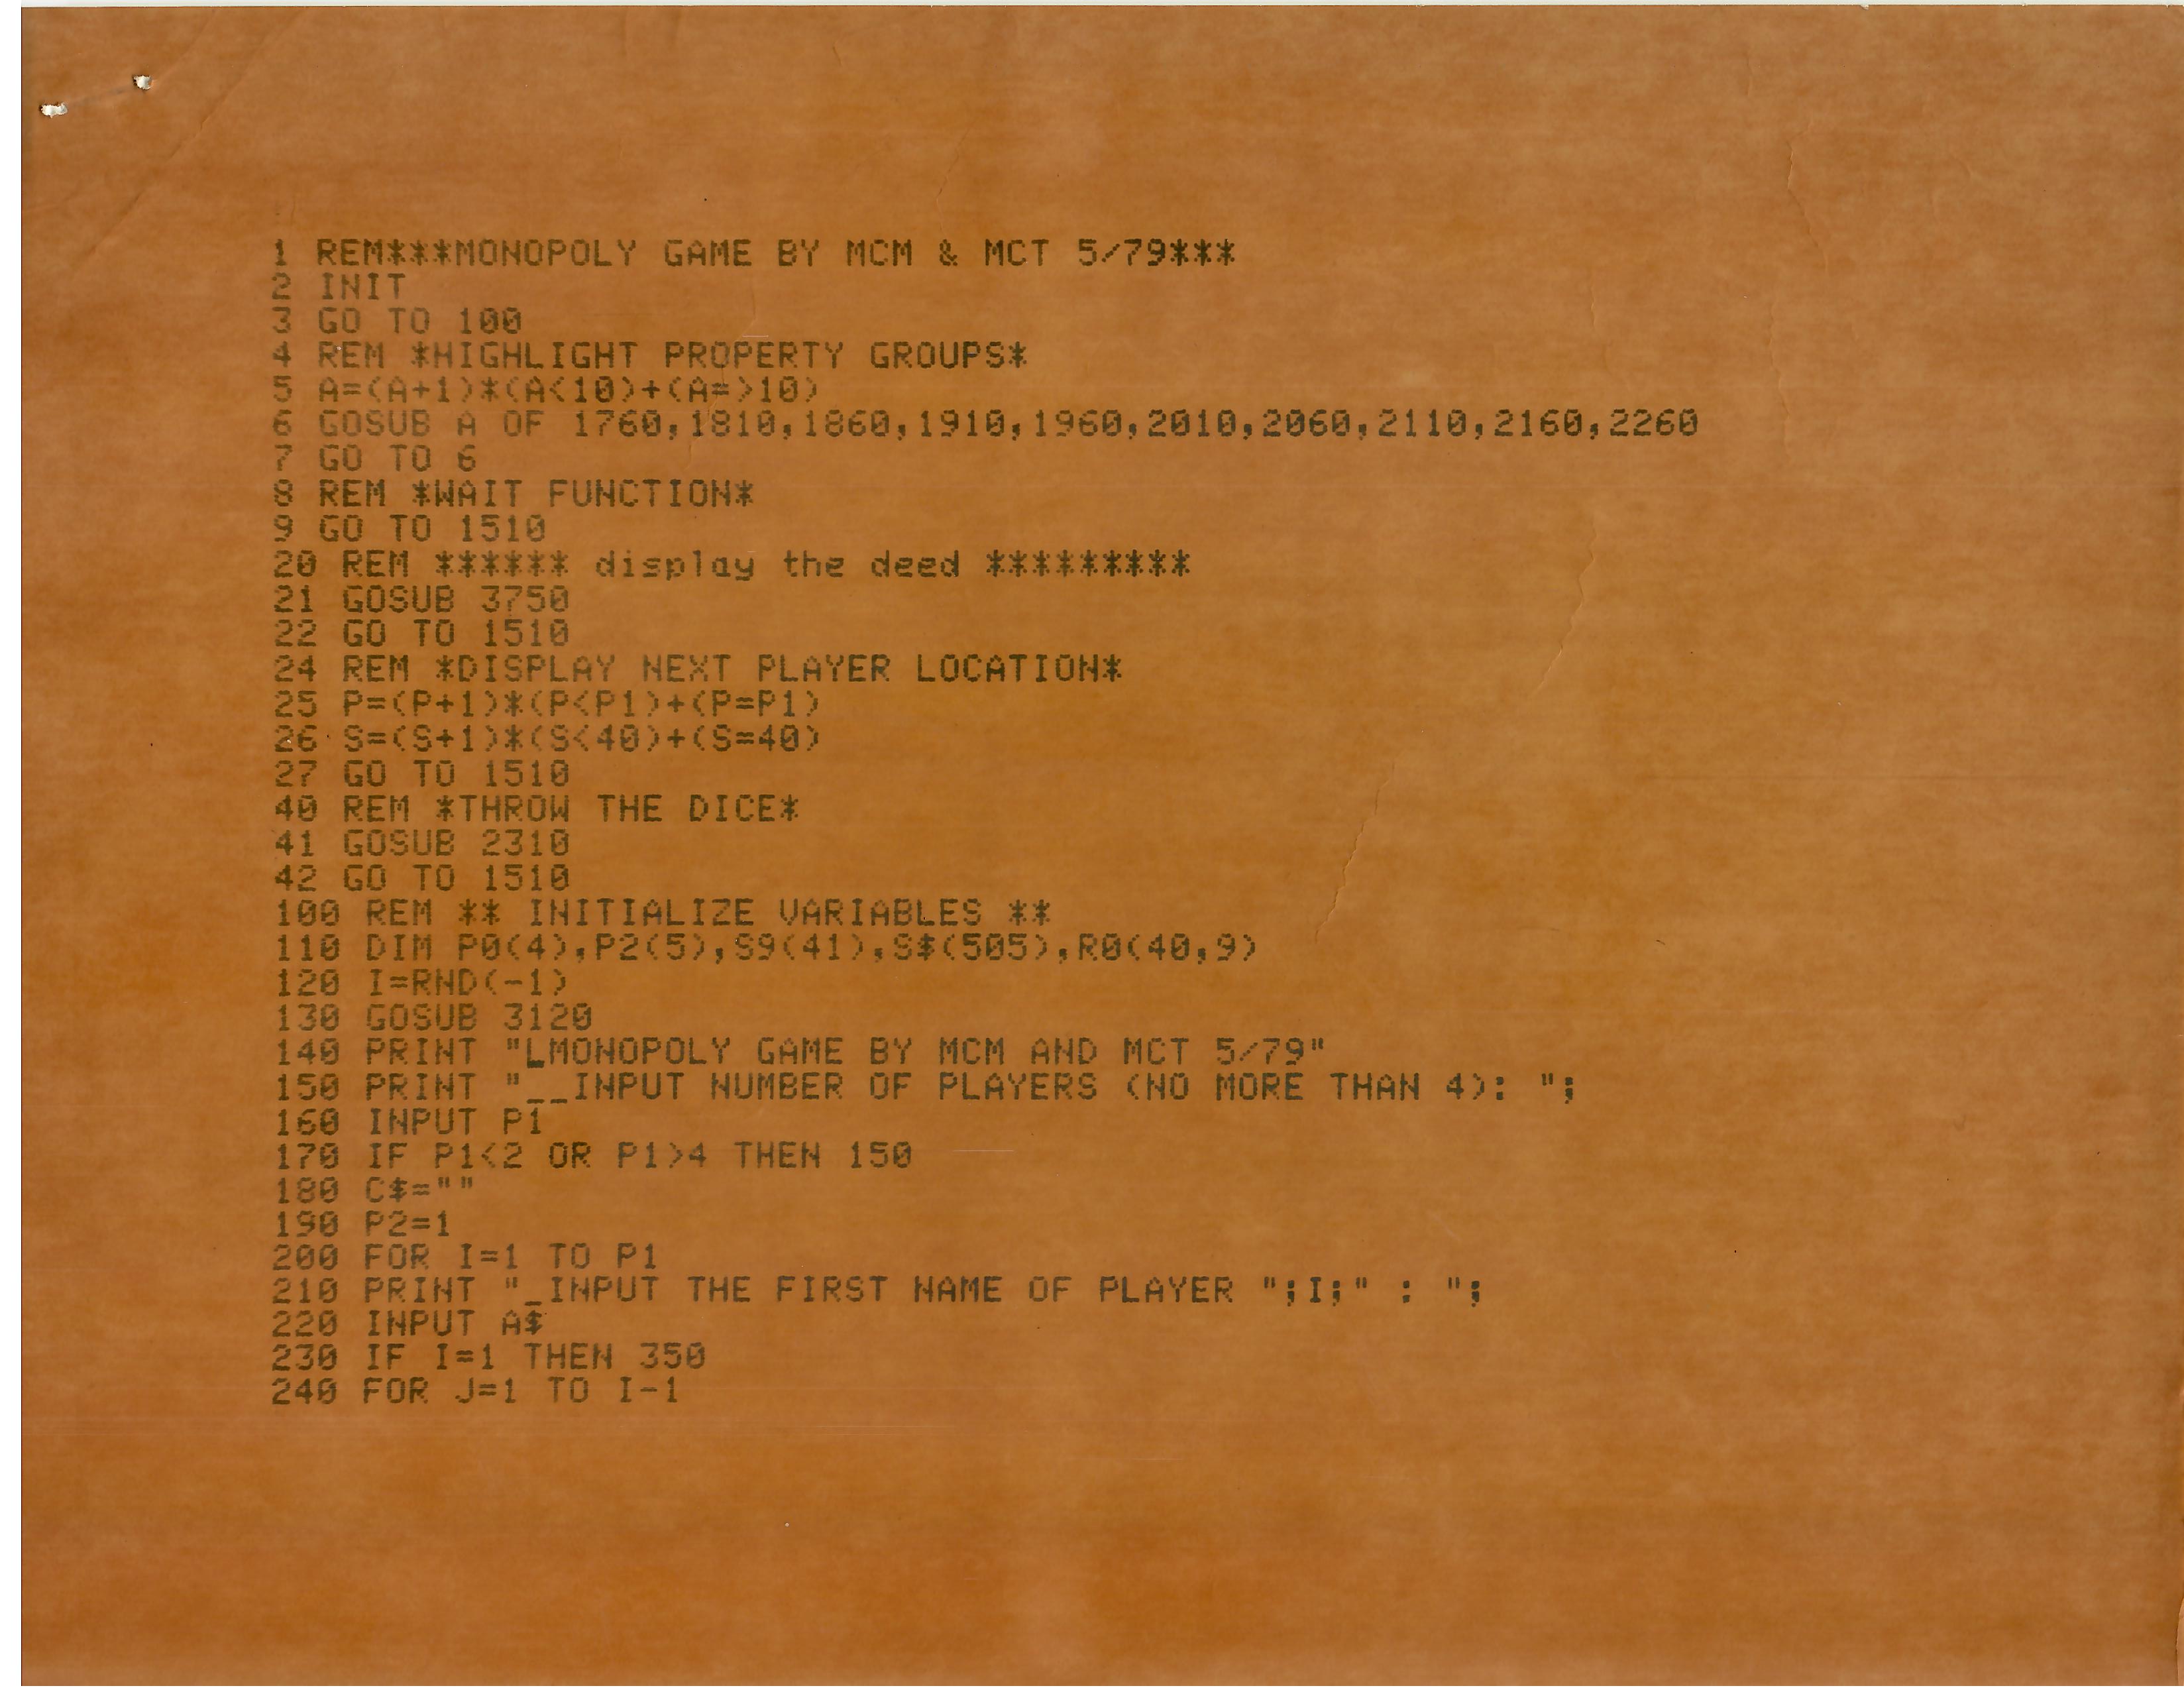 1 REM***MONOPOLY GAME BY MCM & MCT 5/79***
2 INIT
3 GO TO 100
4 REM *HIGHLIGHT PROPERTY GROUPS*
5 A=(A+1)*(A<10)+(A=>10)
6 GOSUB A OF 1760,1810,1860,1910,1960,2010,2060,2110,2160,2260
7 GO TO 6
8 REM *WAIT FUNCTION*
9 GO TO 1510
20 REM ****** display the deed *********
21 GOSUB 3750
22 GO TO 1510
24 REM *DISPLAY NEXT PLAYER LOCATION*
25 P=(P+1)*(P<P1)+(P=P1)
26 S=(S+1)*(S<40)+(S=40)
27 GO TO 1510
40 REM *THROW THE DICE*
41 GOSUB 2310
42 GO TO 1510
100 REM ** INITIALIZE VARIABLES **
110 DIM P0(4),P2(5),S9(41),S$(505),R0(40,9)
120 I=RND(-1)
130 GOSUB 3120
140 PRINT "L̲MONOPOLY GAME BY MCM AND MCT 5/79"
150 PRINT "__INPUT NUMBER OF PLAYERS (NO MORE THAN 4): ";
160 INPUT P1
170 IF P1<2 OR P1>4 THEN 150
180 C$=""
190 P2=1
200 FOR I=1 TO P1
210 PRINT "_INPUT THE FIRST NAME OF PLAYER ";I;" : ";
220 INPUT A$
230 IF I=1 THEN 350
240 FOR J=1 TO I-1